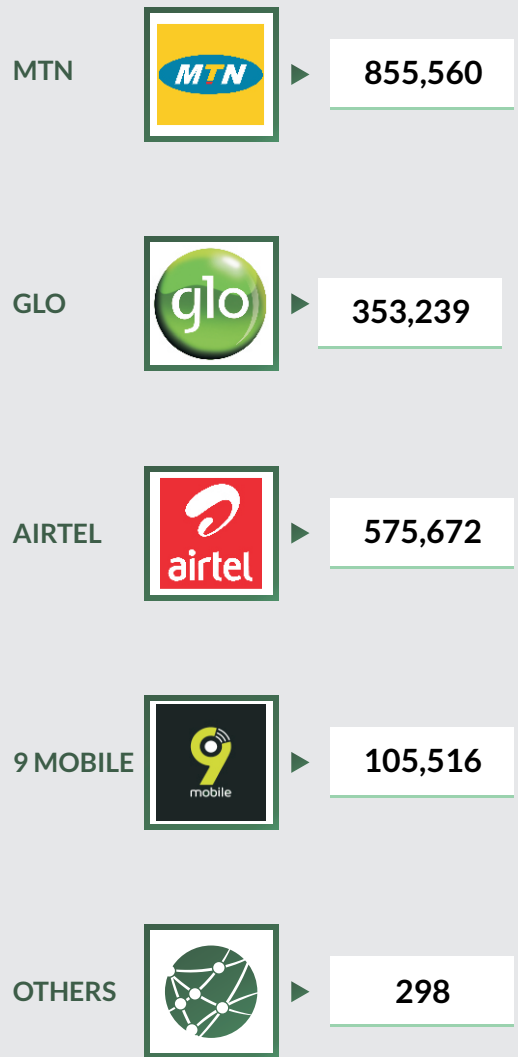 MTN
MTN
855,560
GLO
glo
353,239
AIRTEL
airtel
575,672
9 MOBILE
9
mobile
105,516
OTHERS
298